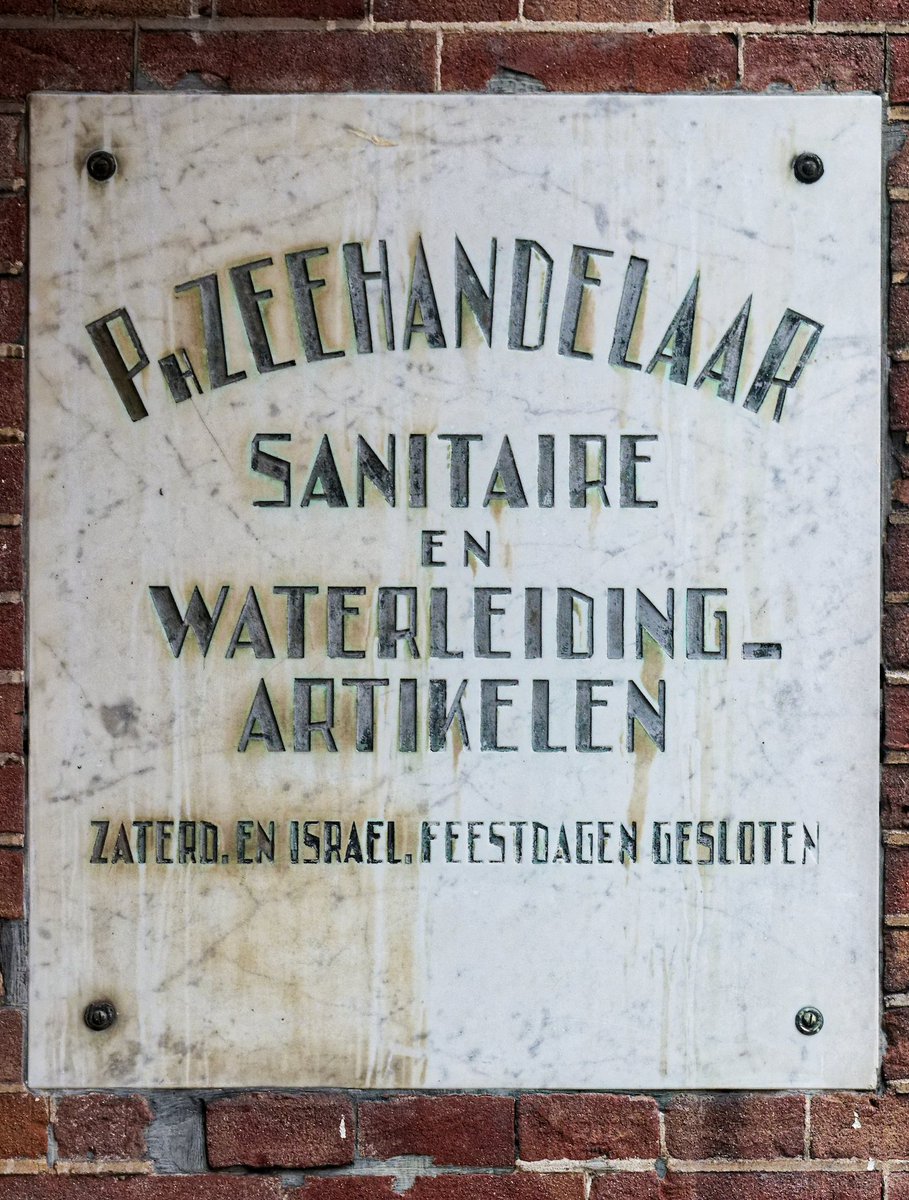 PH ZEEHANDELAAR
SANITAIRE
EN
WATERLEIDING-
ARTIKELEN
ZATERD. EN ISRAEL. FEESTDAGEN GESLOTEN